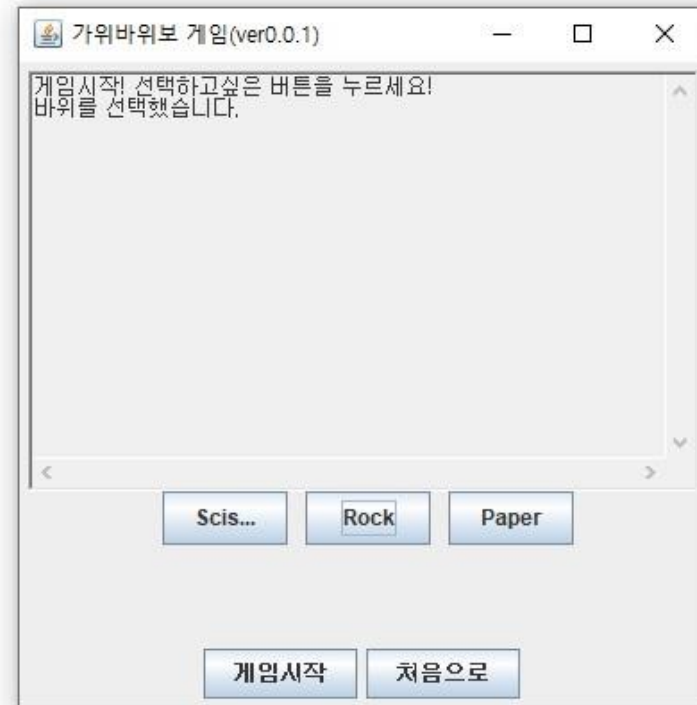 가위바위보 게임(ver0.0.1)
게임시작! 선택하고싶은 버튼을 누르세요!
바위를 선택했습니다.
Scis... Rock Paper
게임시작 처음으로